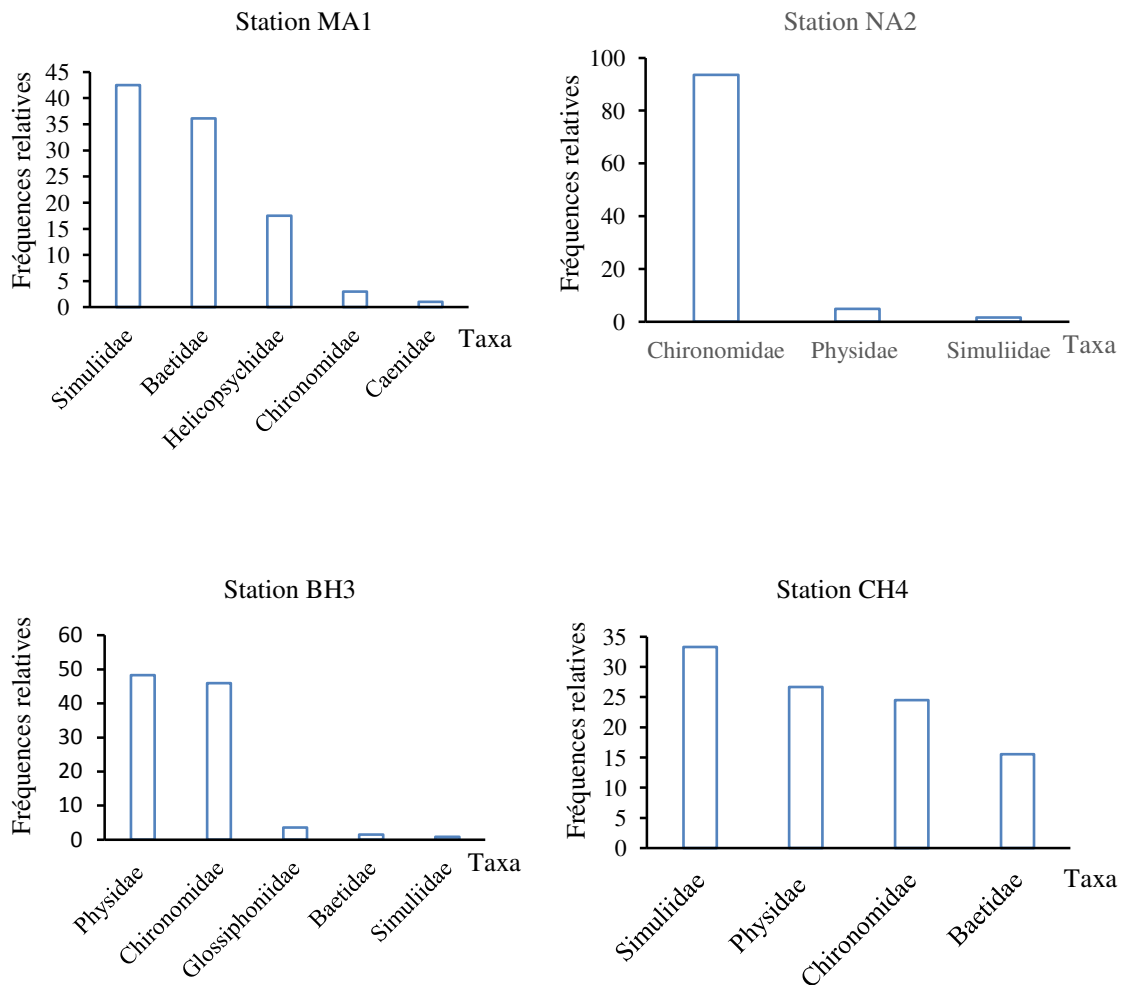 Station MA1
Fréquences relatives
45
40
35
30
25
20
15
10
5
0
Simuliidae
Baetidae
Helicopsychidae
Chironomidae
Caenidae
Taxa
Station NA2
Fréquences relatives
100
80
60
40
20
0
Chironomidae
Physidae
Simuliidae
Taxa
Station BH3
Fréquences relatives
60
50
40
30
20
10
0
Physidae
Chironomidae
Glossiphoniidae
Baetidae
Simuliidae
Taxa
Station CH4
Fréquences relatives
35
30
25
20
15
10
5
0
Simuliidae
Physidae
Chironomidae
Baetidae
Taxa